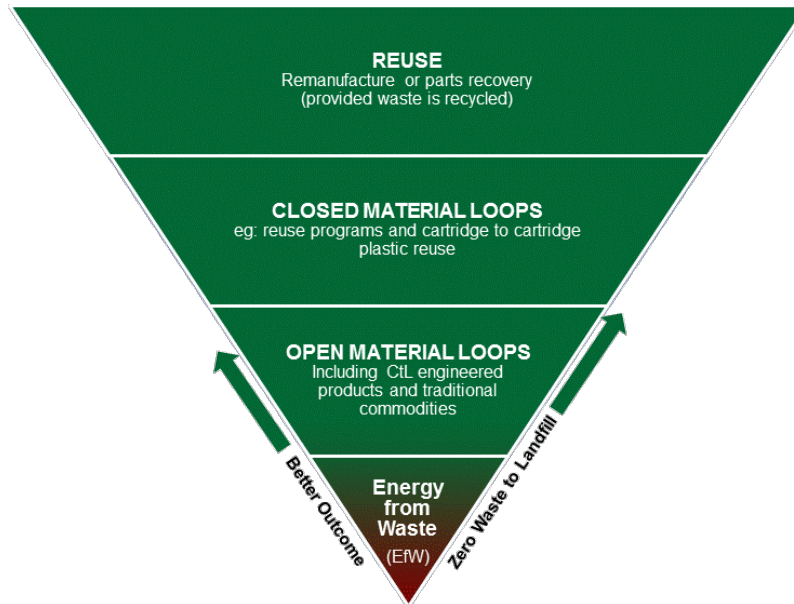 REUSE
Remanufacture or parts recovery
(provided waste is recycled)
CLOSED MATERIAL LOOPS
eg: reuse programs and cartridge to cartridge
plastic reuse
OPEN MATERIAL LOOPS
Including CtL engineered
products and traditional
commodities
Energy
from
Waste
(EfW)
Better Outcome
Zero Waste to Landfill